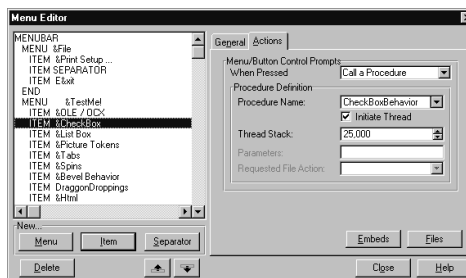 Menu Editor
MENUBAR
MENU &File
ITEM &Print Setup ...
ITEM SEPARATOR
ITEM E&xit
END
MENU &TestMe!
ITEM &OLE / OCX
ITEM &CheckBox
ITEM &List Box
ITEM &Picture Tokens
ITEM &Tabs
ITEM &Spins
ITEM &Bevel Behavior
ITEM DraggonDroppings
ITEM &Html
New...
Menu Item Separator
Delete
General Actions
Menu/Button Control Prompts
When Pressed Call a Procedure
Procedure Definition
Procedure Name: CheckBoxBehavior
Initiate Thread
Thread Stack: 25,000
Parameters:
Requested File Action:
Embeds Files
Close Help